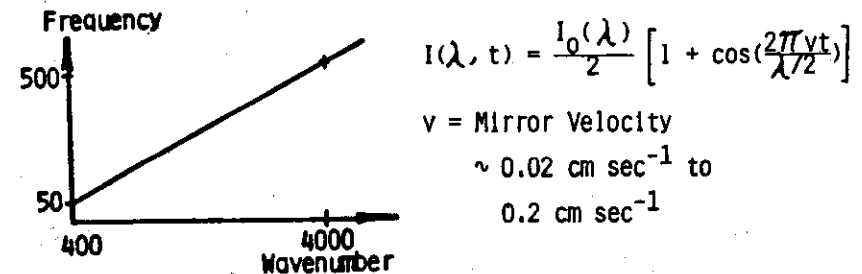 Frequency
500
50
400
4000
Wavenumber
I(λ, t) = I₀(λ)/2 [1 + cos(2πvt/λ/2)]
v = Mirror Velocity
~ 0.02 cm sec⁻¹ to
0.2 cm sec⁻¹